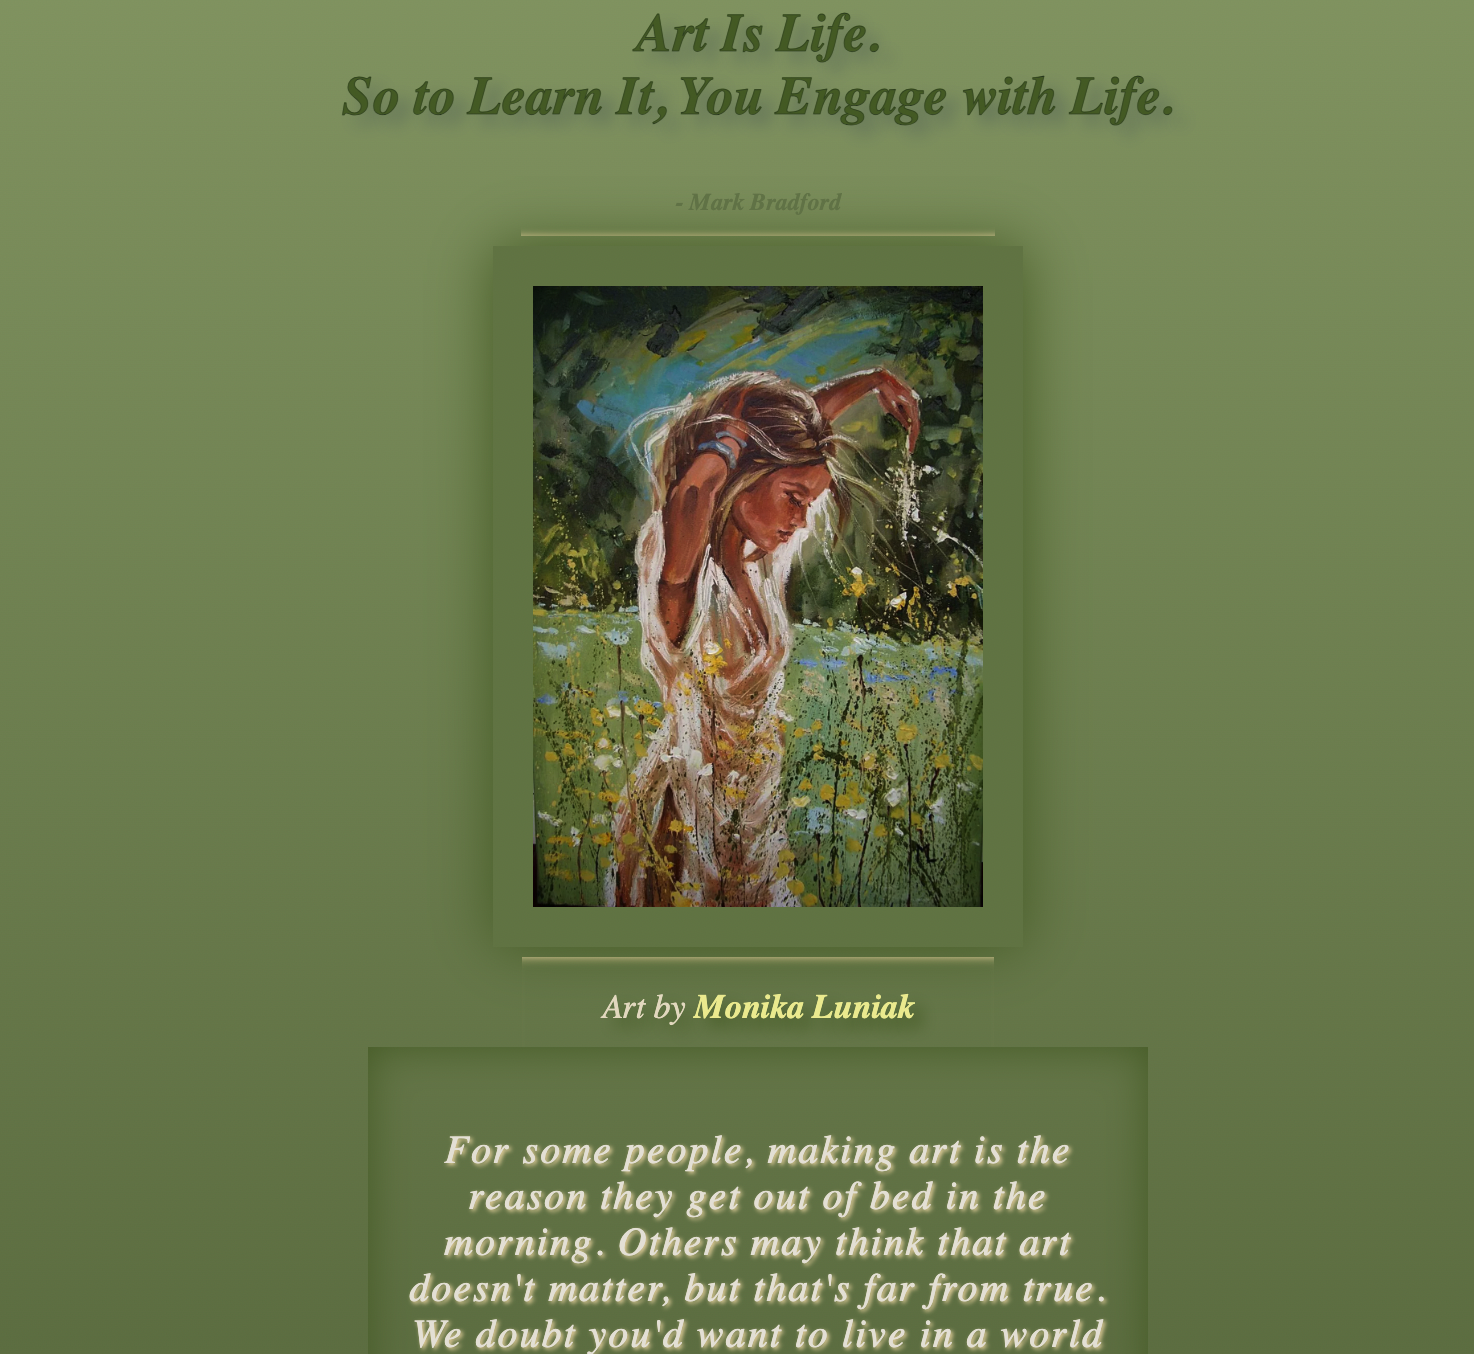 Art Is Life.
So to Learn It, You Engage with Life.
- Mark Bradford
ML
Art by Monika Luniak
For some people, making art is the
reason they get out of bed in the
morning. Others may think that art
doesn't matter, but that's far from true.
We doubt you'd want to live in a world